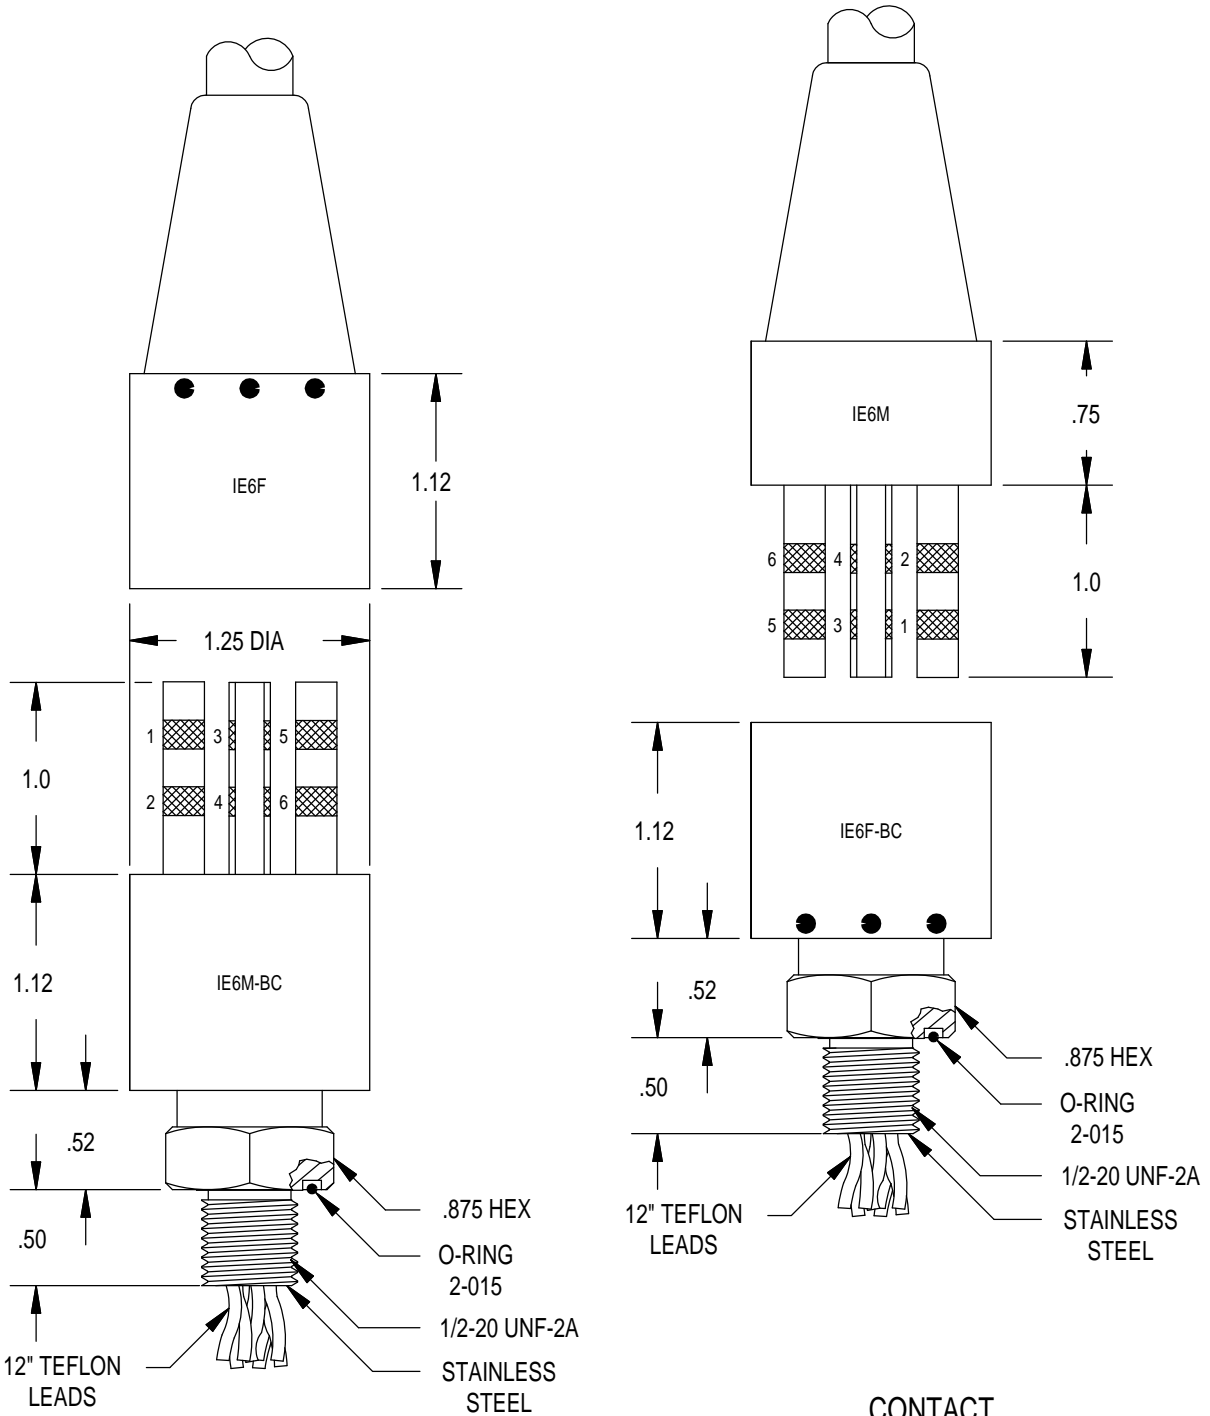 IE6F
1.12
1.25 DIA
1
3
5
2
4
6
1.0
IE6M-BC
1.12
.52
.50
.875 HEX
O-RING
2-015
1/2-20 UNF-2A
STAINLESS
STEEL
12" TEFLON
LEADS
IE6M
.75
6
4
2
5
3
1
1.0
IE6F-BC
1.12
.52
.50
.875 HEX
O-RING
2-015
1/2-20 UNF-2A
STAINLESS
STEEL
12" TEFLON
LEADS
CONTACT